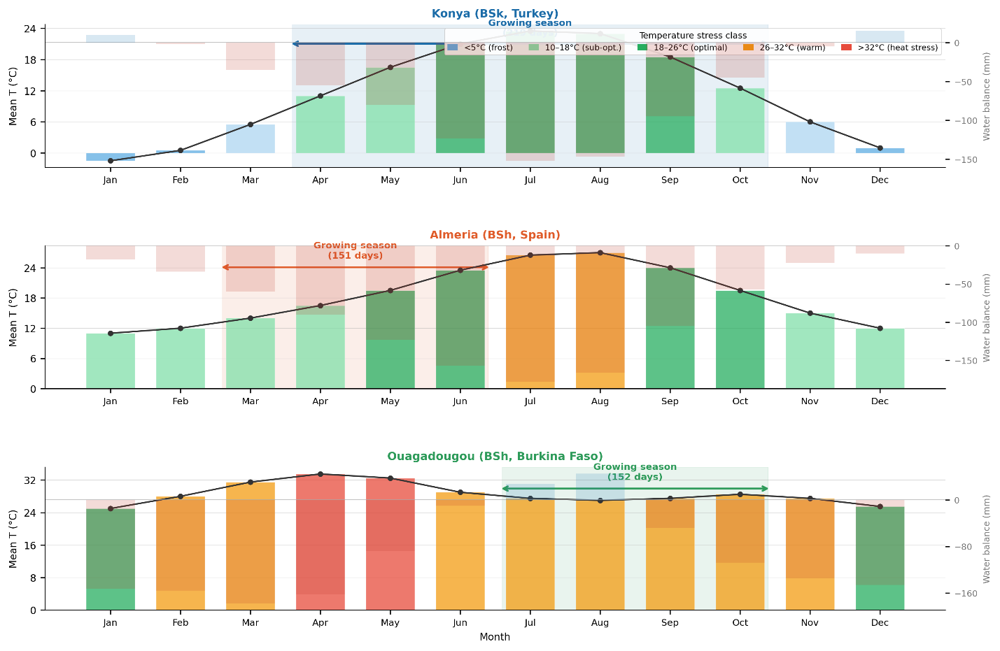 Konya (BSk, Turkey)
Growing season
Temperature stress class
<5°C (frost) 10–18°C (sub-opt.) 18–26°C (optimal) 26–32°C (warm) >32°C (heat stress)
Mean T (°C)
24
18
12
6
0
0
−50
−100
−150
Water balance (mm)
Jan Feb Mar Apr May Jun Jul Aug Sep Oct Nov Dec
Almeria (BSh, Spain)
Growing season
(151 days)
Mean T (°C)
24
18
12
6
0
0
−50
−100
−150
Water balance (mm)
Jan Feb Mar Apr May Jun Jul Aug Sep Oct Nov Dec
Ouagadougou (BSh, Burkina Faso)
Growing season
(152 days)
Mean T (°C)
32
24
16
8
0
0
−80
−160
Water balance (mm)
Jan Feb Mar Apr May Jun Jul Aug Sep Oct Nov Dec
Month